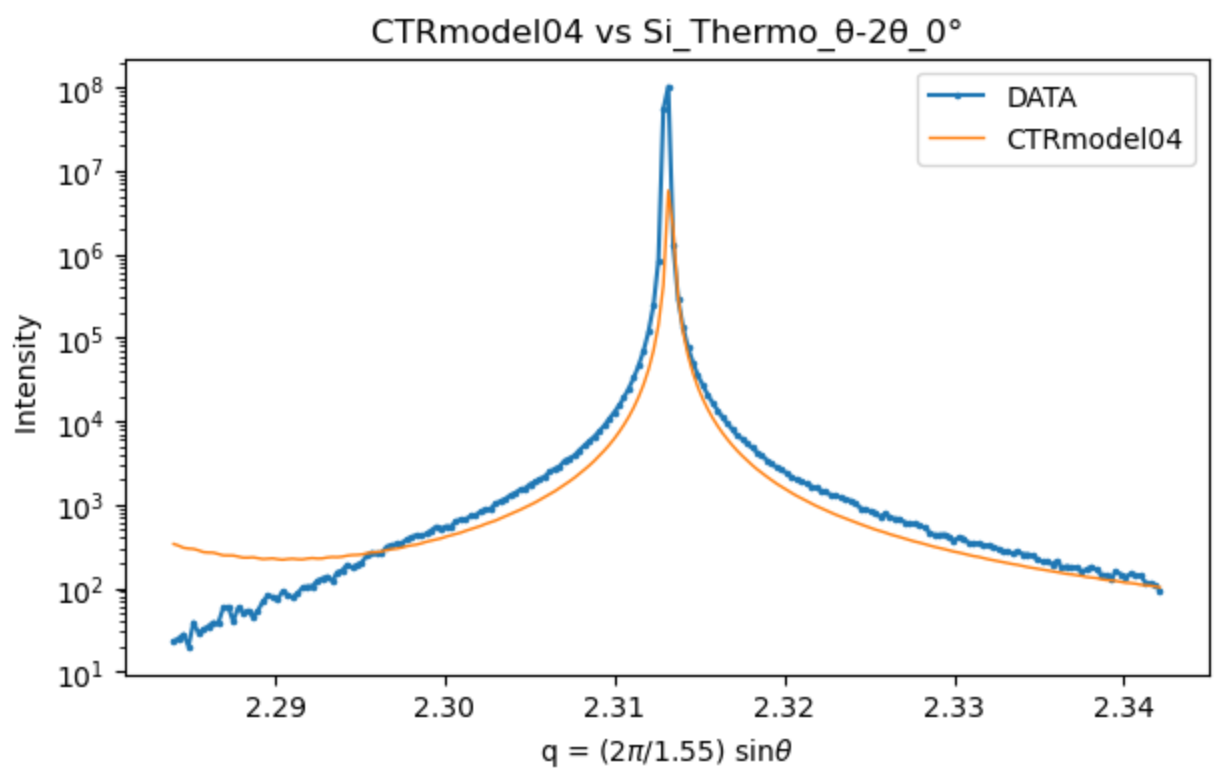 CTRmodel04 vs Si_Thermo_θ-2θ_0°
DATA
CTRmodel04
Intensity
10⁸
10⁷
10⁶
10⁵
10⁴
10³
10²
10¹
2.29 2.30 2.31 2.32 2.33 2.34
q = (2π/1.55) sinθ